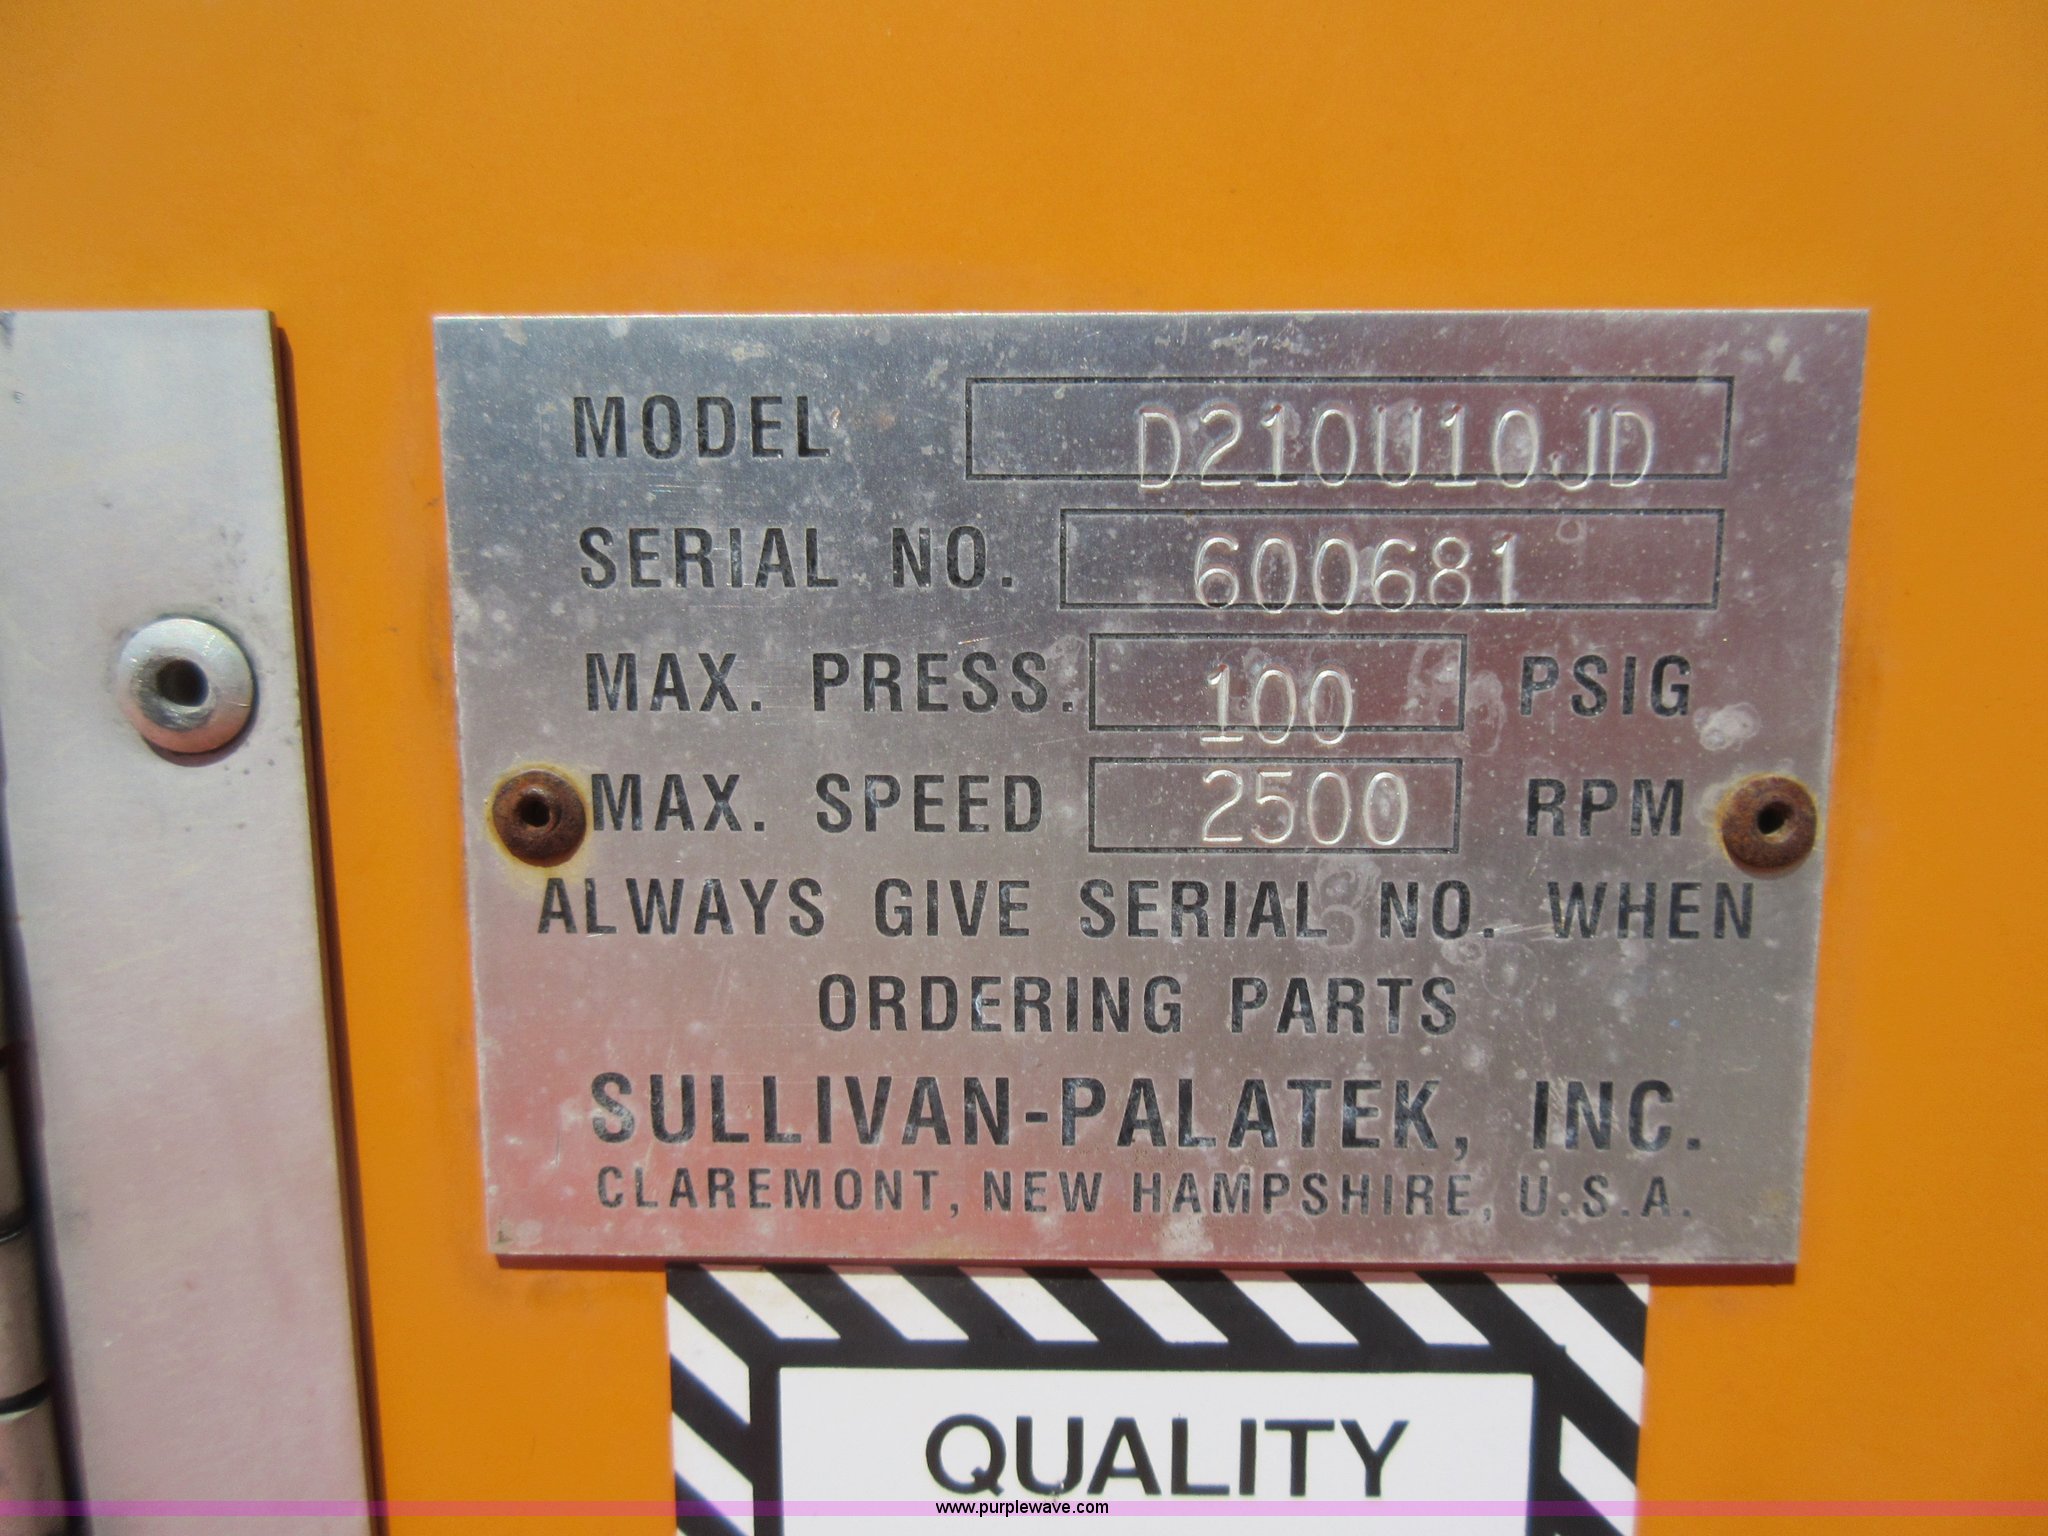 MODEL D210U10JD
SERIAL NO. 600681
MAX. PRESS. 100 PSIG
MAX. SPEED 2500 RPM
ALWAYS GIVE SERIAL NO. WHEN
ORDERING PARTS
SULLIVAN-PALATEK, INC.
CLAREMONT, NEW HAMPSHIRE, U.S.A.
QUALITY
www.purplewave.com